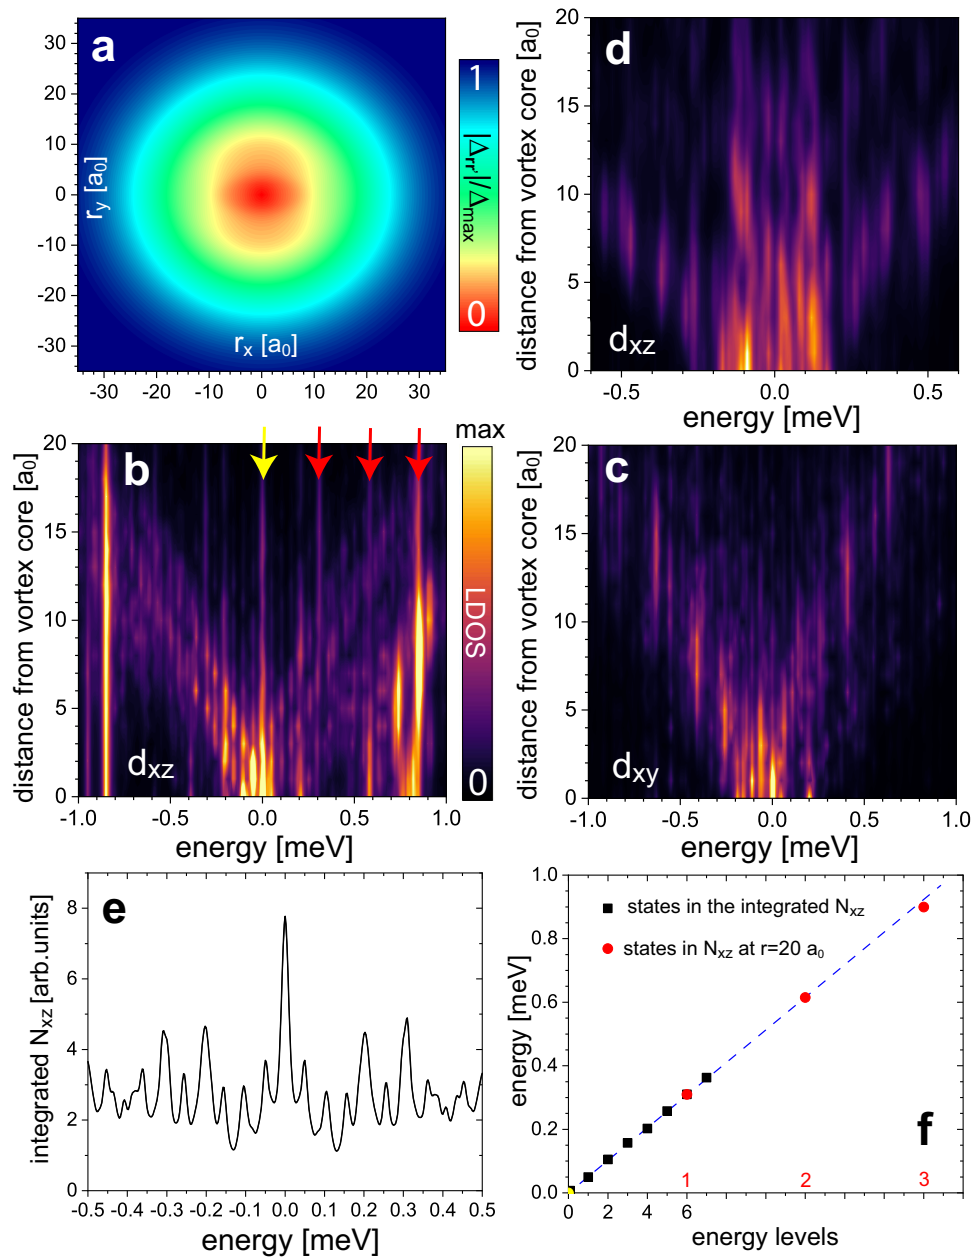 a
30
20
10
0
-10
-20
-30
r_y [a_0]
r_x [a_0]
-30 -20 -10 0 10 20 30
1
|Δ_rr'|/Δ_max
0
d
20
15
10
5
0
distance from vortex core [a_0]
d_xz
-0.5 0.0 0.5
energy [meV]
b
20
15
10
5
0
distance from vortex core [a_0]
d_xz
-1.0 -0.5 0.0 0.5 1.0
energy [meV]
max
LDOS
0
c
20
15
10
5
0
distance from vortex core [a_0]
d_xy
-1.0 -0.5 0.0 0.5 1.0
energy [meV]
e
8
6
4
2
0
integrated N_xz [arb.units]
-0.5 -0.4 -0.3 -0.2 -0.1 0.0 0.1 0.2 0.3 0.4 0.5
energy [meV]
1.0
0.8
0.6
0.4
0.2
0.0
energy [meV]
states in the integrated N_xz
states in N_xz at r=20 a_0
f
1 2 3
0 2 4 6
energy levels